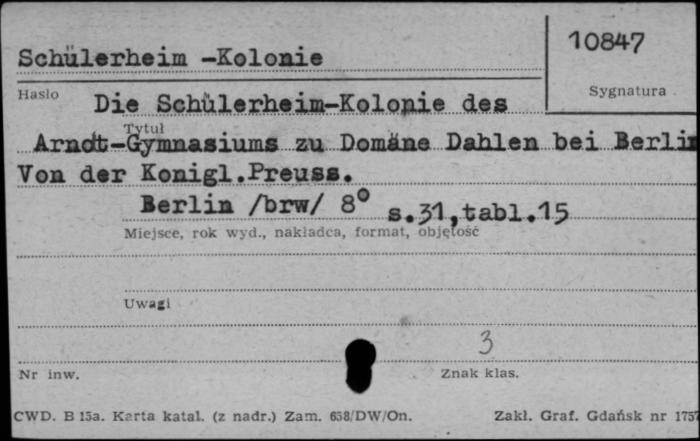 10847
Schülerheim -Kolonie
Hasło
Sygnatura
Die Schülerheim-Kolonie des
Tytuł
Arndt-Gymnasiums zu Domäne Dahlen bei Berlin
Von der Konigl.Preuss.
Berlin /brw/ 8° s.31,tabl.15
Miejsce, rok wyd., nakładca, format, objętość
Uwagi
3
Nr inw.
Znak klas.
CWD. B 15a. Karta katal. (z nadr.) Zam. 658/DW/On.
Zakł. Graf. Gdańsk nr 1757